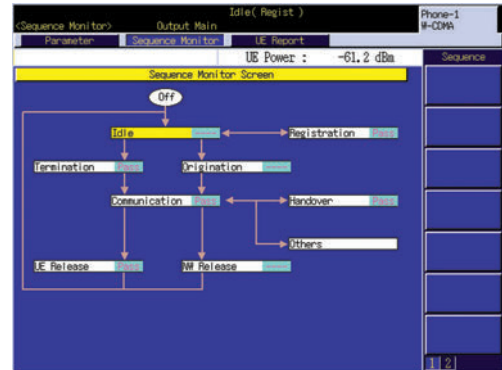 Idle( Regist )
Phone-1
<Sequence Monitor> Output Main
W-CDMA
Parameter Sequence Monitor UE Report
UE Power : -61.2 dBm
Sequence
Sequence Monitor Screen
Off
Idle ---- Registration Pass
Termination Pass Origination ----
Communication Pass Handover Pass
Others
UE Release Pass NW Release ----
1 2